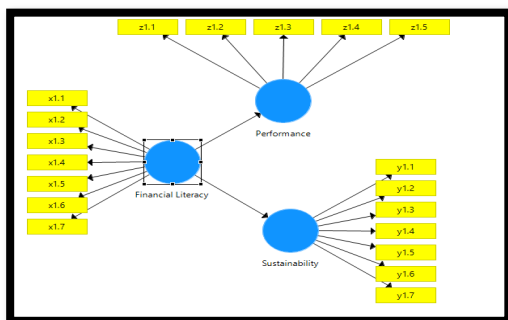 z1.1 z1.2 z1.3 z1.4 z1.5
Performance
x1.1
x1.2
x1.3
x1.4
x1.5
x1.6
x1.7
Financial Literacy
y1.1
y1.2
y1.3
y1.4
y1.5
y1.6
y1.7
Sustainability